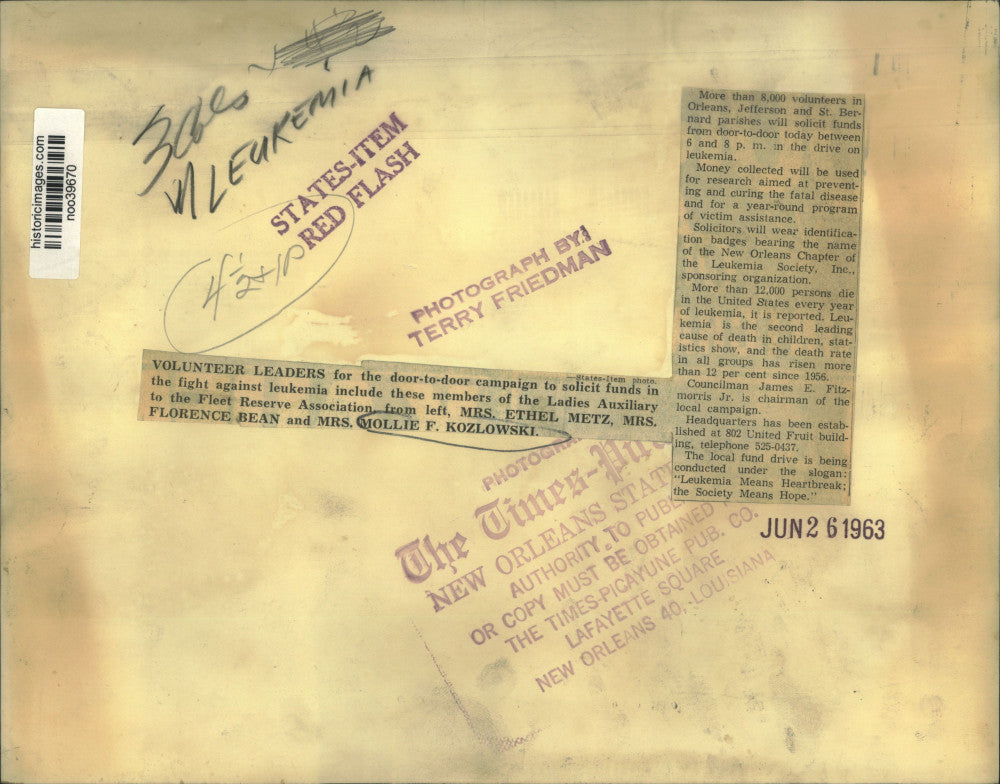 LEUKEMIA
historicimages.com
noo39670
STATES-ITEM
RED FLASH
PHOTOGRAPH BY:
TERRY FRIEDMAN
More than 8,000 volunteers in
Orleans, Jefferson and St. Ber-
nard parishes will solicit funds
from door-to-door today between
6 and 8 p. m. in the drive on
leukemia.
Money collected will be used
for research aimed at prevent-
ing and curing the fatal disease
and for a year-round program
of victim assistance.
Solicitors will wear identifica-
tion badges bearing the name
of the New Orleans Chapter of
the Leukemia Society, Inc.,
sponsoring organization.
More than 12,000 persons die
in the United States every year
of leukemia, it is reported. Leu-
kemia is the second leading
cause of death in children, stat-
istics show, and the death rate
in all groups has risen more
than 12 per cent since 1956.
Councilman James E. Fitz-
morris Jr. is chairman of the
local campaign.
Headquarters has been estab-
lished at 802 United Fruit build-
ing, telephone 525-0437.
The local fund drive is being
conducted under the slogan:
"Leukemia Means Heartbreak;
the Society Means Hope."
—States-Item photo.
VOLUNTEER LEADERS for the door-to-door campaign to solicit funds in
the fight against leukemia include these members of the Ladies Auxiliary
to the Fleet Reserve Association, from left, MRS. ETHEL METZ, MRS.
FLORENCE BEAN and MRS. MOLLIE F. KOZLOWSKI.
JUN 26 1963
The Times-
NEW ORLEANS STAT
AUTHORITY TO PUBL
OR COPY MUST BE OBTAINED
THE TIMES-PICAYUNE PUB. CO.
LAFAYETTE SQUARE
NEW ORLEANS 40, LOUISIANA